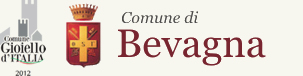 Comune
Gioiello
d'ITALIA
2012
Comune di
Bevagna